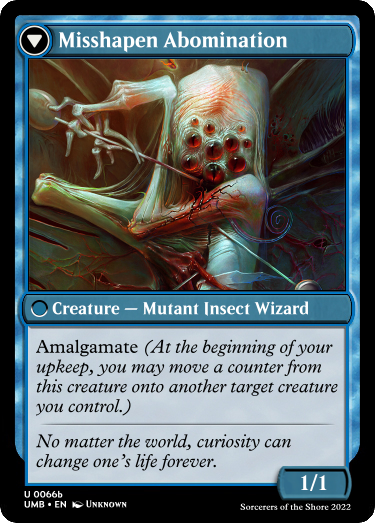 Misshapen Abomination
Creature — Mutant Insect Wizard
Amalgamate (At the beginning of your
upkeep, you may move a counter from
this creature onto another target creature
you control.)
No matter the world, curiosity can
change one's life forever.
1/1
U 0066b
UMB • EN Unknown
Sorcerers of the Shore 2022